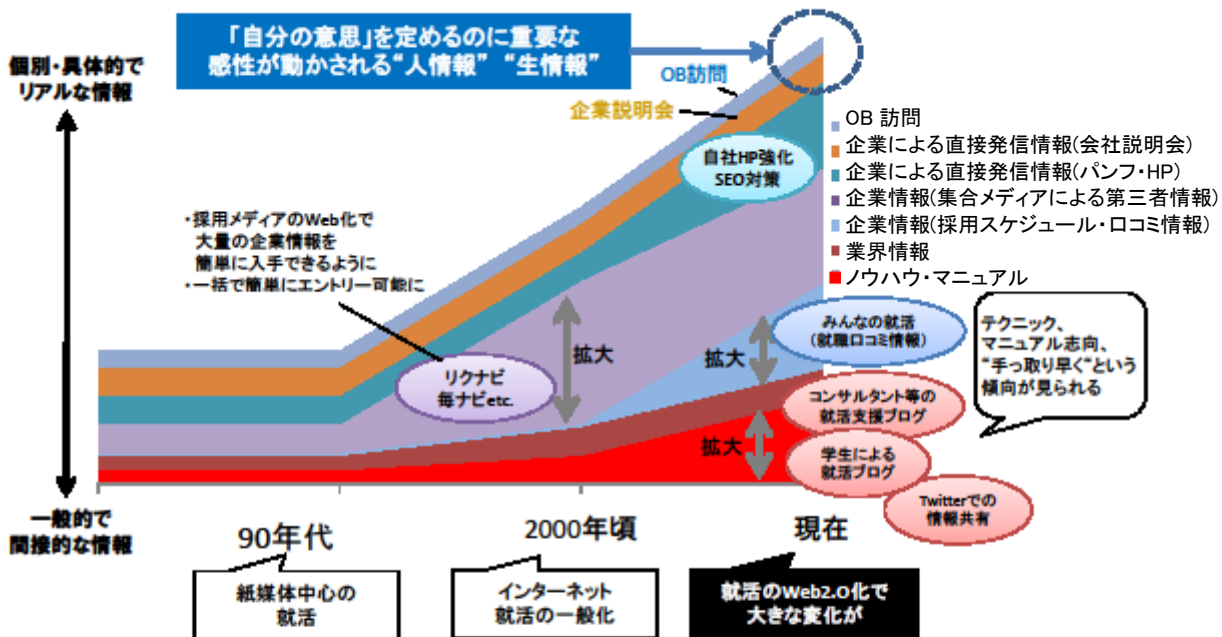 「自分の意思」を定めるのに重要な
感性が動かされる“人情報” “生情報”
個別・具体的で
リアルな情報
OB訪問
企業説明会
自社HP強化
SEO対策
OB 訪問
企業による直接発信情報(会社説明会)
企業による直接発信情報(パンフ・HP)
企業情報(集合メディアによる第三者情報)
企業情報(採用スケジュール・口コミ情報)
業界情報
ノウハウ・マニュアル
・採用メディアのWeb化で
大量の企業情報を
簡単に入手できるように
・一括で簡単にエントリー可能に
リクナビ
毎ナビetc.
拡大
拡大
みんなの就活
(就職口コミ情報)
テクニック、
マニュアル志向、
“手っ取り早く”という
傾向が見られる
コンサルタント等の
就活支援ブログ
拡大
学生による
就活ブログ
Twitterでの
情報共有
一般的で
間接的な情報
90年代
2000年頃
現在
紙媒体中心の
就活
インターネット
就活の一般化
就活のWeb2.0化で
大きな変化が